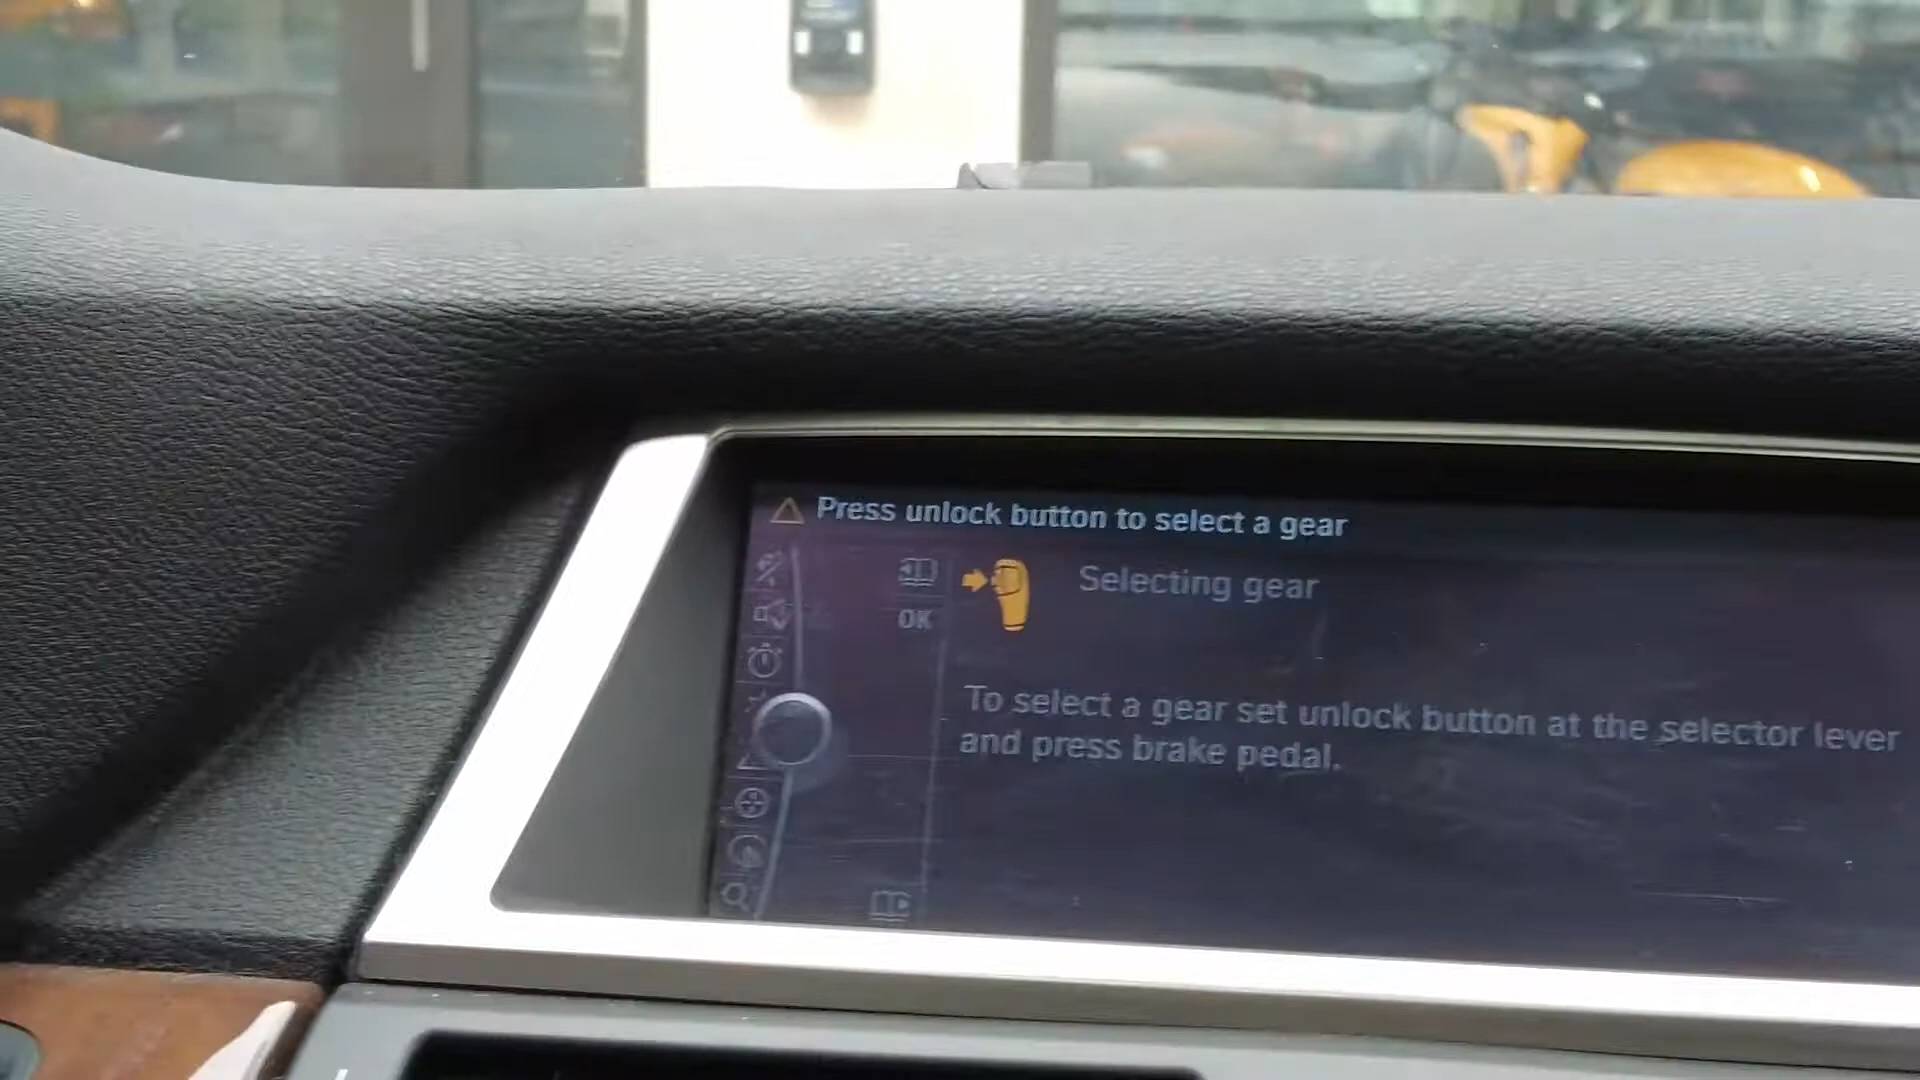 Press unlock button to select a gear
Selecting gear
OK
To select a gear set unlock button at the selector lever
and press brake pedal.